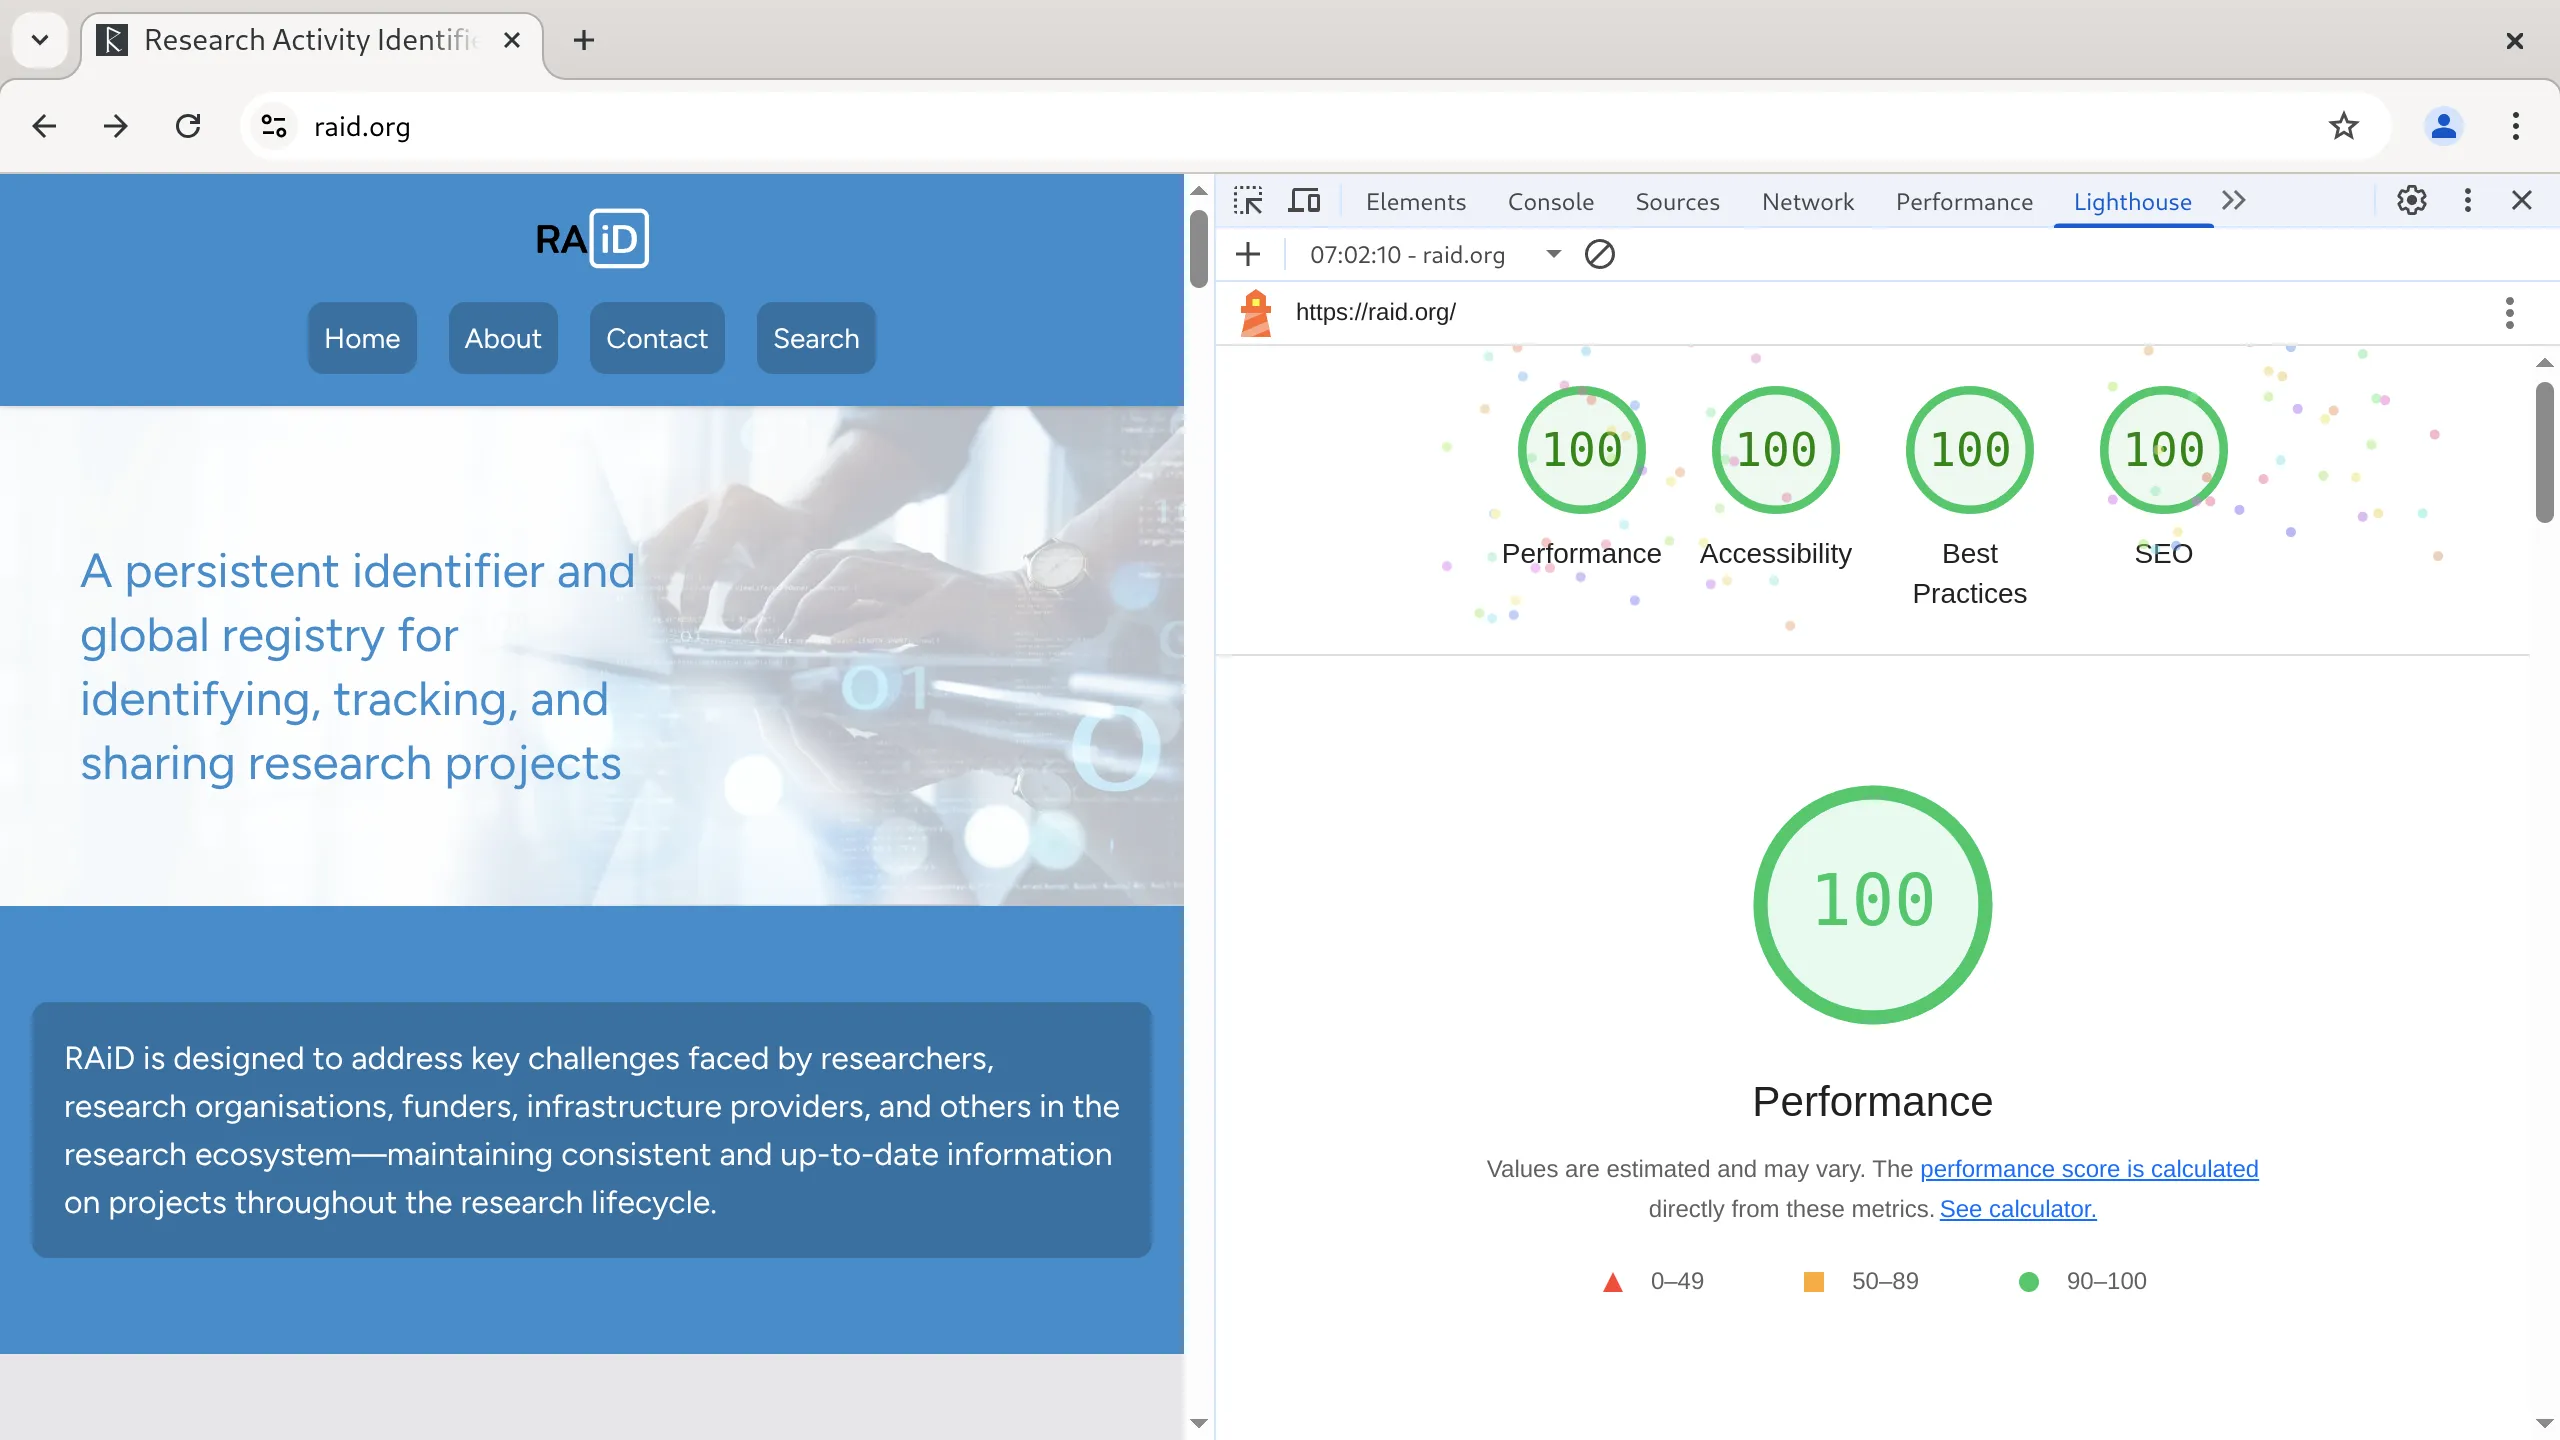 Research Activity Identifie
raid.org
RAiD
Home
About
Contact
Search
A persistent identifier and
global registry for
identifying, tracking, and
sharing research projects
RAiD is designed to address key challenges faced by researchers,
research organisations, funders, infrastructure providers, and others in the
research ecosystem—maintaining consistent and up-to-date information
on projects throughout the research lifecycle.
Elements
Console
Sources
Network
Performance
Lighthouse
07:02:10 - raid.org
https://raid.org/
100
100
100
100
Performance
Accessibility
Best
Practices
SEO
100
Performance
Values are estimated and may vary. The performance score is calculated
directly from these metrics. See calculator.
0–49
50–89
90–100